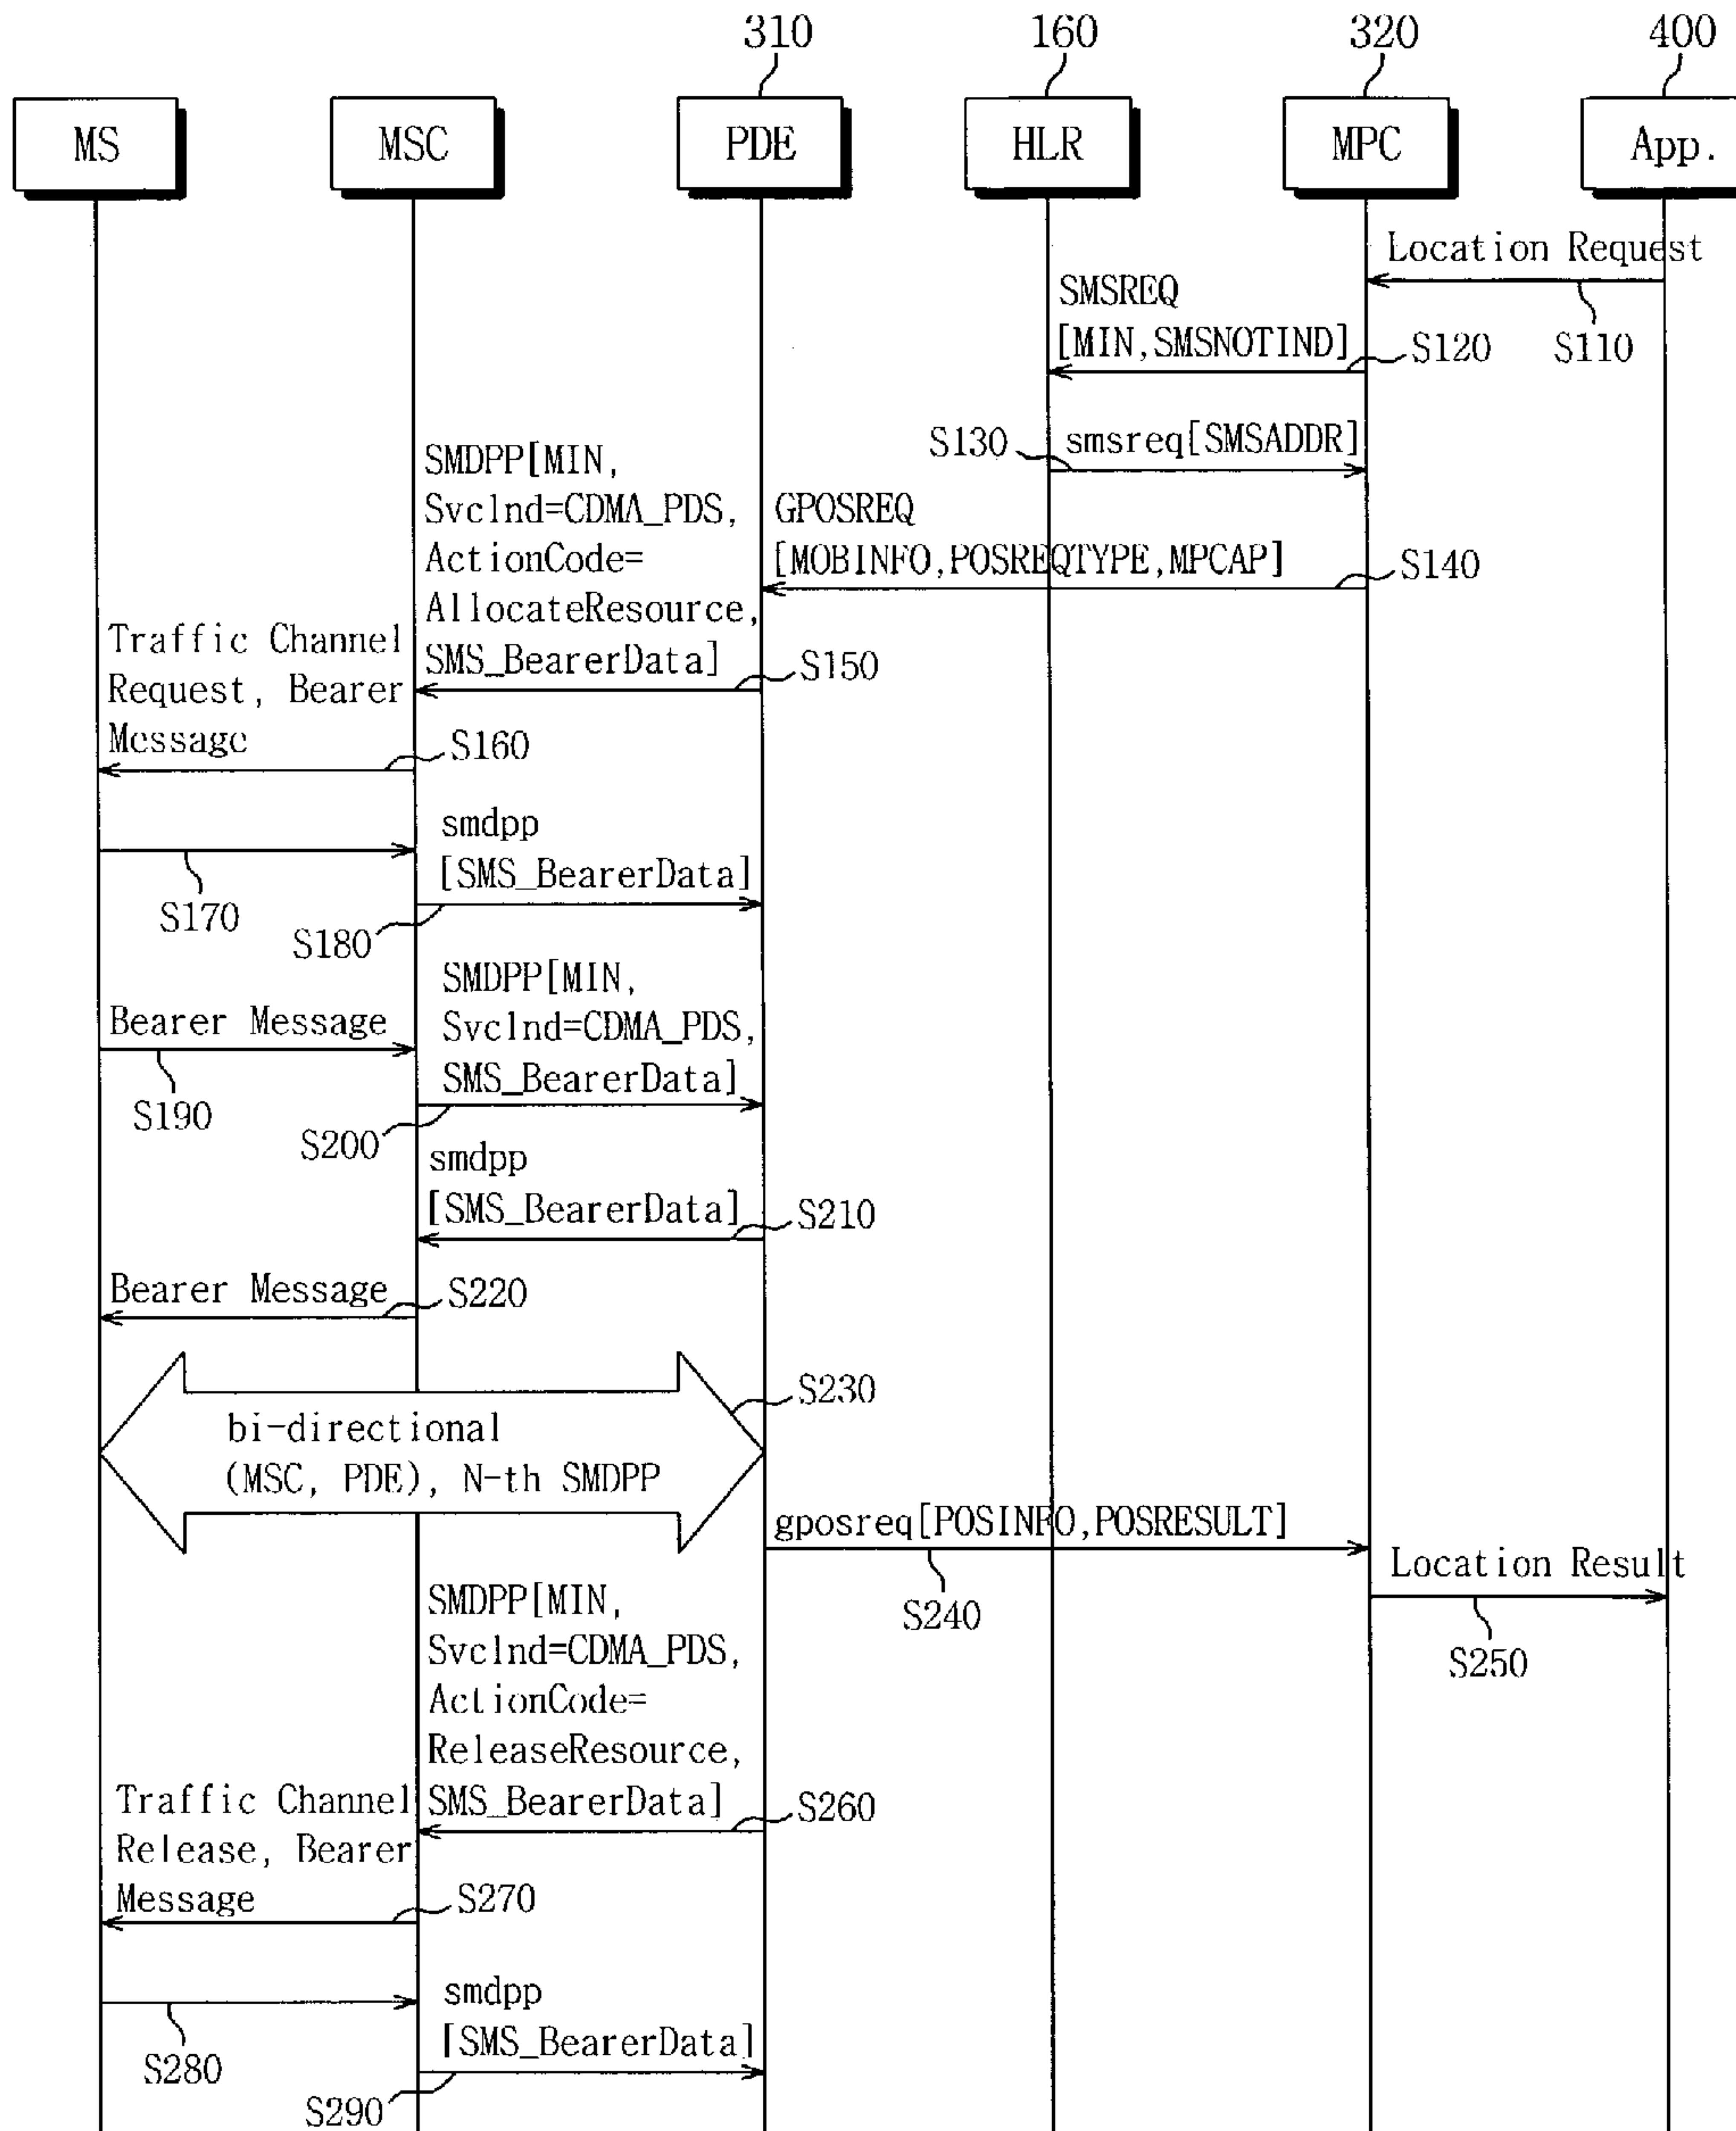 310
160
320
400
MS
MSC
PDE
HLR
MPC
App.
Location Request
S110
SMSREQ
[MIN,SMSNOTIND]
S120
S130
smsreq[SMSADDR]
SMDPP[MIN,
SvcInd=CDMA_PDS,
ActionCode=
AllocateResource,
SMS_BearerData]
S150
GPOSREQ
[MOBINFO,POSREQTYPE,MPCAP]
S140
Traffic Channel
Request, Bearer
Message
S160
S170
smdpp
[SMS_BearerData]
S180
SMDPP[MIN,
SvcInd=CDMA_PDS,
SMS_BearerData]
Bearer Message
S190
S200
smdpp
[SMS_BearerData]
S210
Bearer Message
S220
S230
bi-directional
(MSC, PDE), N-th SMDPP
gposreq[POSINFO,POSRESULT]
S240
Location Result
S250
SMDPP[MIN,
SvcInd=CDMA_PDS,
ActionCode=
ReleaseResource,
SMS_BearerData]
S260
Traffic Channel
Release, Bearer
Message
S270
S280
smdpp
[SMS_BearerData]
S290